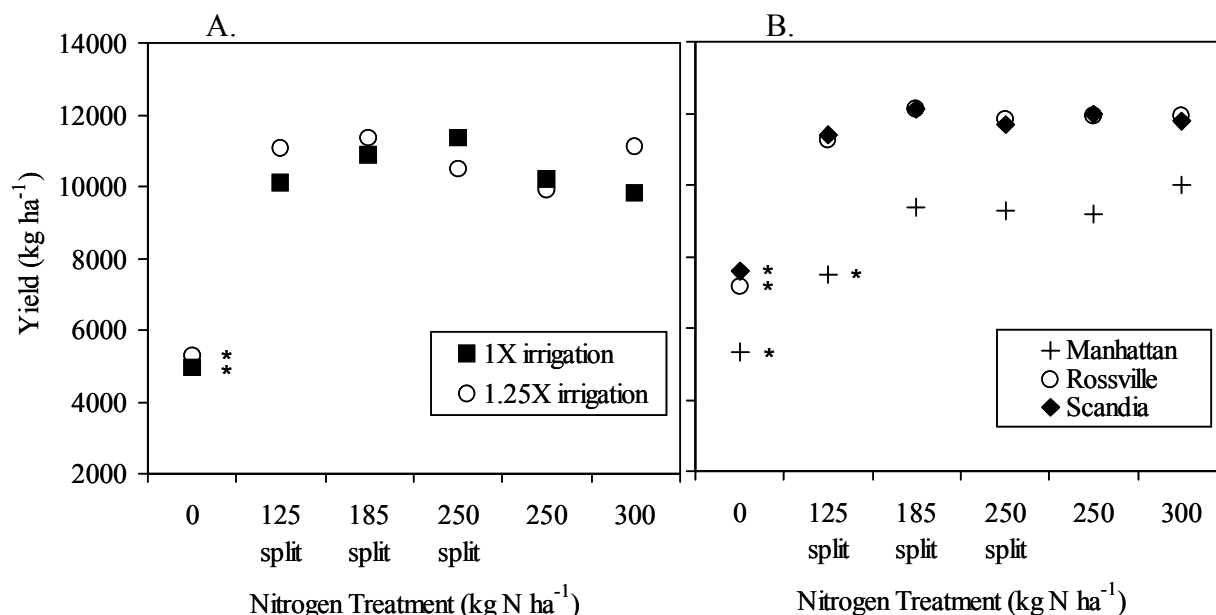 A.
B.
14000
12000
10000
8000
6000
4000
2000
Yield (kg ha-1)
*
*
1X irrigation
1.25X irrigation
*
*
*
*
Manhattan
Rossville
Scandia
0 125 185 250 250 300
split split split
0 125 185 250 250 300
split split split
Nitrogen Treatment (kg N ha-1)
Nitrogen Treatment (kg N ha-1)